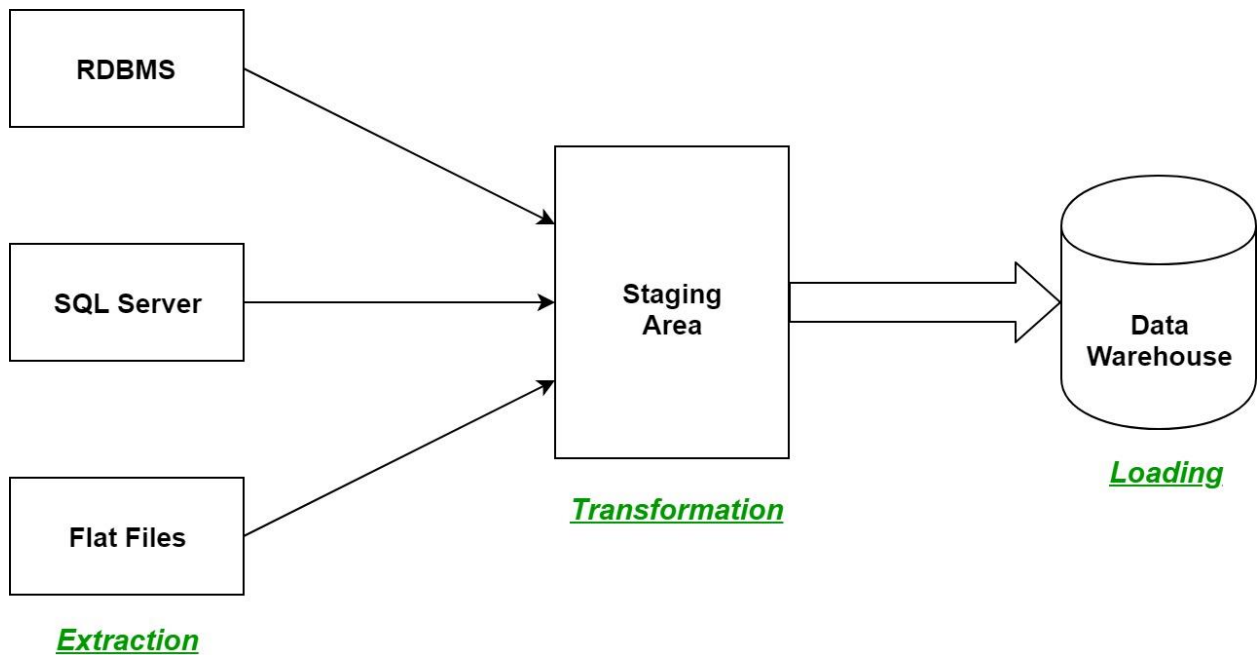 RDBMS
SQL Server
Flat Files
Extraction
Staging
Area
Transformation
Data
Warehouse
Loading